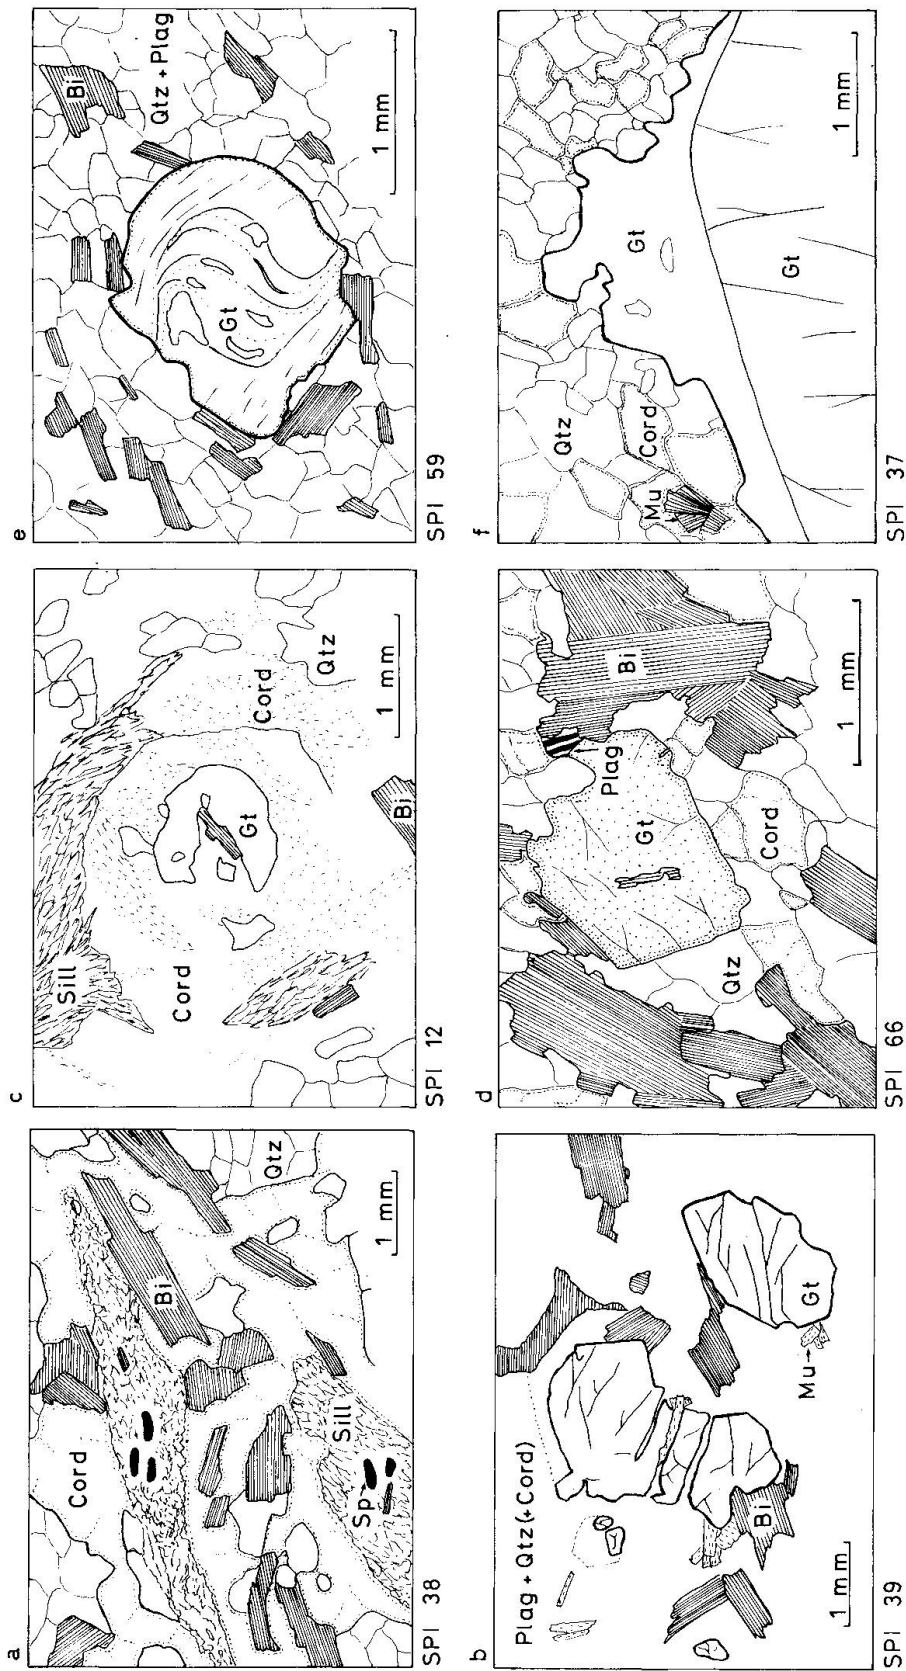 a
Cord
Bi
Qtz
Sp
Sill
1 mm
SPI 38
c
Sill
Cord
Gt
Cord
Qtz
Bi
1 mm
SPI 12
e
Bi
Qtz + Plag
Gt
1 mm
SPI 59
b
Plag + Qtz (+ Cord)
Bi
Mu
Gt
1 mm
SPI 39
d
Plag
Bi
Gt
Qtz
Cord
1 mm
SPI 66
f
Qtz
Mu
Cord
Gt
Gt
1 mm
SPI 37